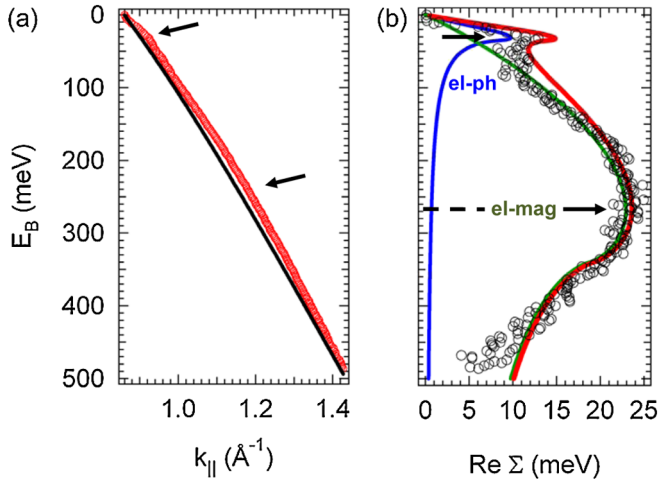 (a)
(b)
0
100
200
300
400
500
E_B (meV)
1.0 1.2 1.4
k_|| (Å⁻¹)
el-ph
el-mag
0 5 10 15 20 25
Re Σ (meV)